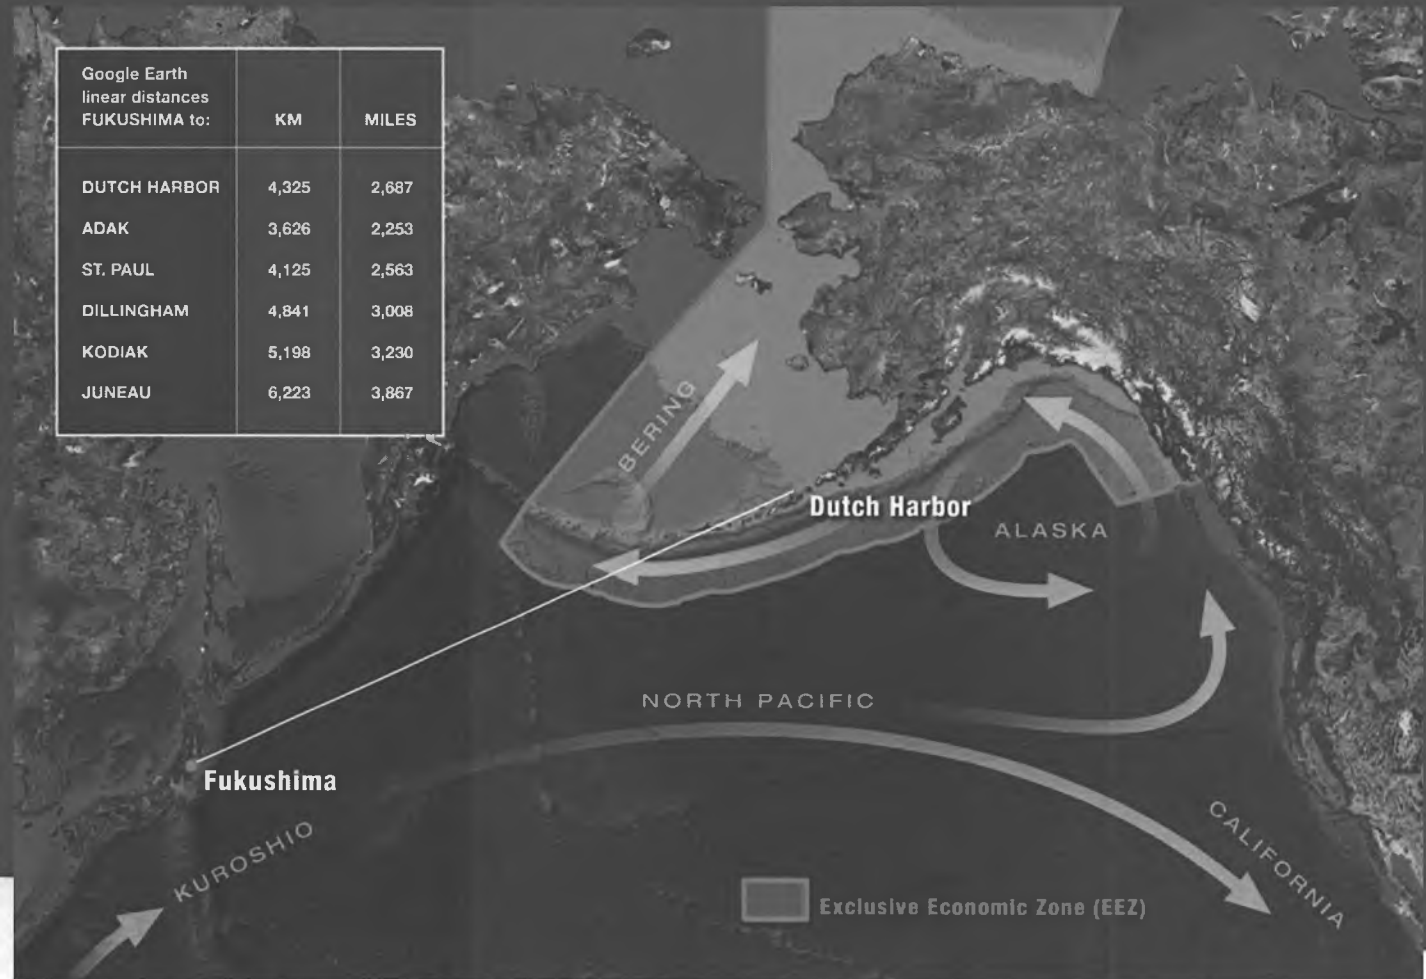 Google Earth
linear distances
FUKUSHIMA to: KM MILES
DUTCH HARBOR 4,325 2,687
ADAK 3,626 2,253
ST. PAUL 4,125 2,563
DILLINGHAM 4,841 3,008
KODIAK 5,198 3,230
JUNEAU 6,223 3,867
BERING
Dutch Harbor
ALASKA
NORTH PACIFIC
Fukushima
KUROSHIO
CALIFORNIA
Exclusive Economic Zone (EEZ)